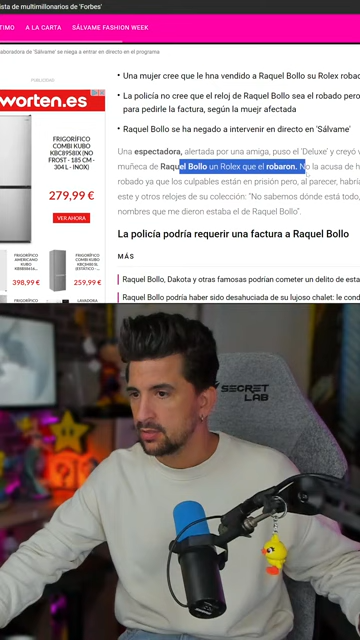 ista de multimillonarios de 'Forbes'
TIMO A LA CARTA SÁLVAME FASHION WEEK
aboradora de 'Sálvame' se niega a entrar en directo en el programa
PUBLICIDAD
worten.es
FRIGORÍFICO
COMBI KUBO
KBC8958IX (NO
FROST - 185 CM -
304 L - INOX)
279,99 €
VER AHORA
FRIGORÍFICO
AMERICANO
KUBO
398,99 €
FRIGORÍFICO
COMBI KUBO
259,99 €
LAVADORA
• Una mujer cree que le hna vendido a Raquel Bollo su Rolex robad
• La policía no cree que el reloj de Raquel Bollo sea el robado pero
para pedirle la factura, según la muejr afectada
• Raquel Bollo se ha negado a intervenir en directo en 'Sálvame'
Una espectadora, alertada por una amiga, puso el 'Deluxe' y creyó v
muñeca de Raquel Bollo un Rolex que el robaron. No la acusa de h
robado ya que los culpables están en prisión pero, al parecer, habría
este y otros relojes de su colección: "No sabemos dónde está todo,
nombres que me dieron estaba el de Raquel Bollo".
La policía podría requerir una factura a Raquel Bollo
MÁS
Raquel Bollo, Dakota y otras famosas podrían cometer un delito de esta
Raquel Bollo podría haber sido desahuciada de su lujoso chalet: le cond
SECRET
LAB